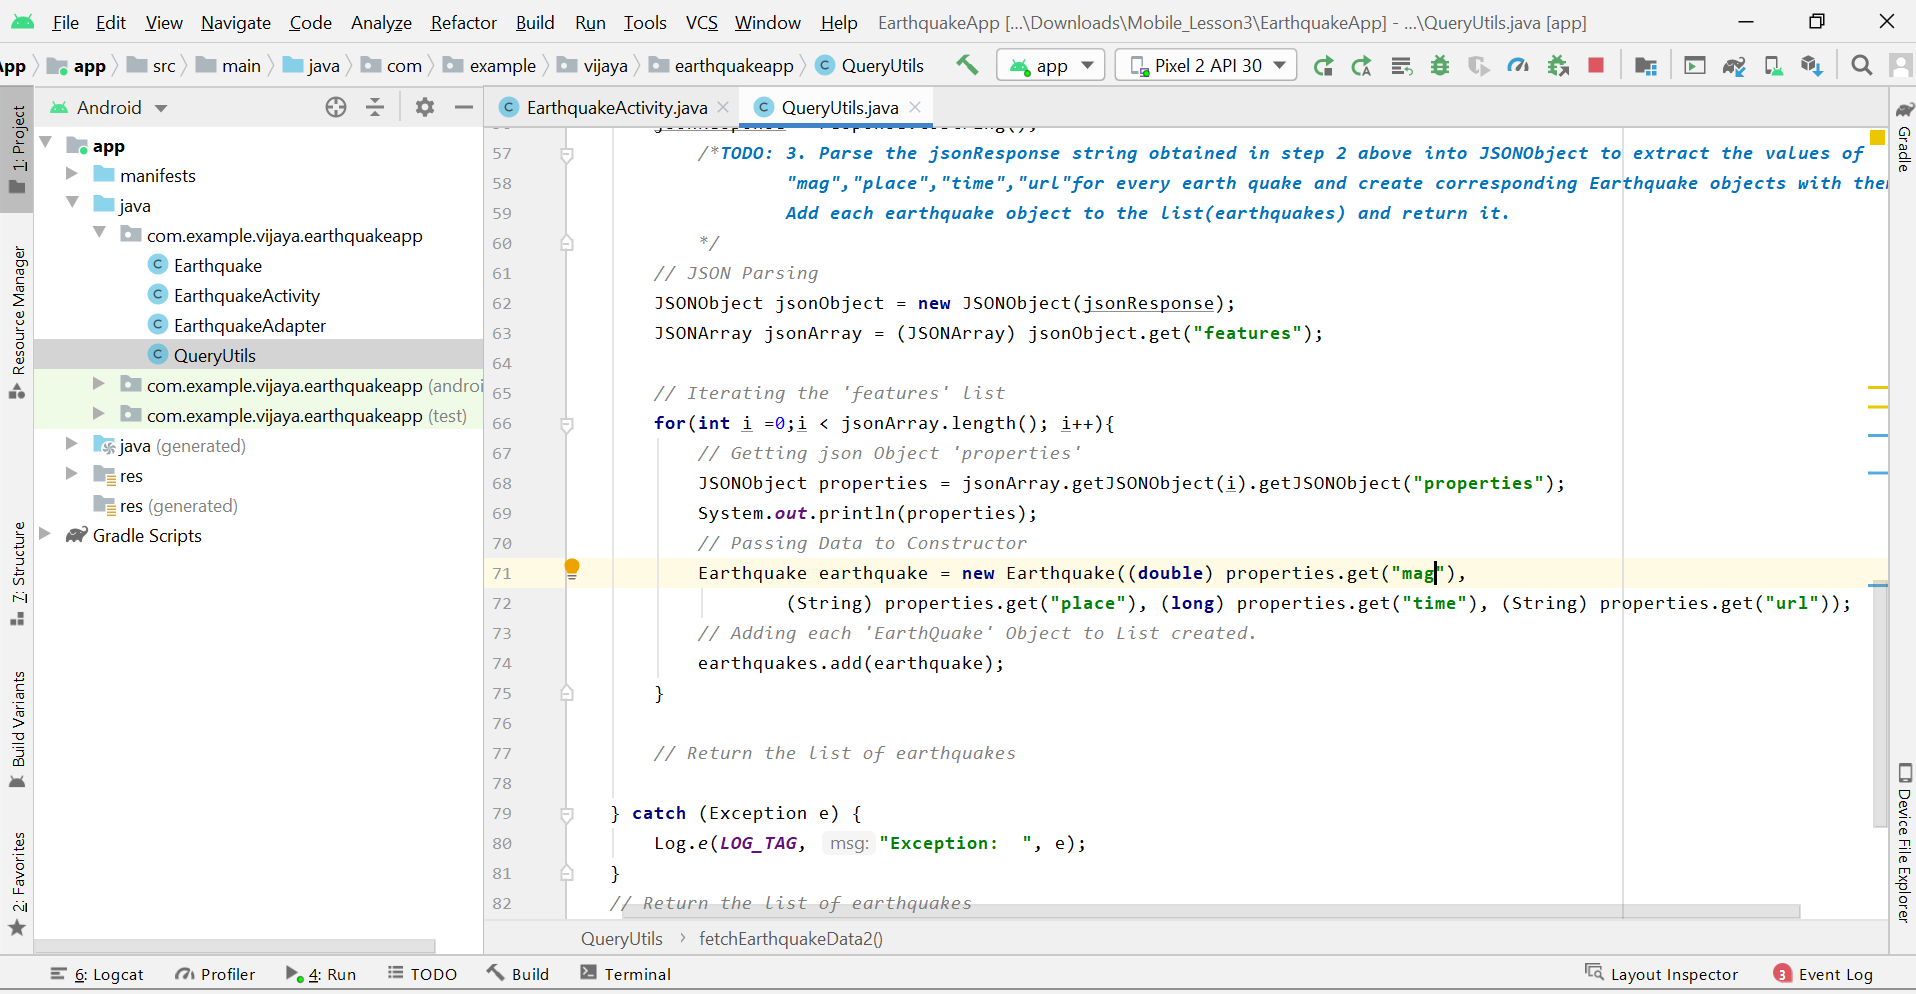 File Edit View Navigate Code Analyze Refactor Build Run Tools VCS Window Help EarthquakeApp [...\Downloads\Mobile_Lesson3\EarthquakeApp] - ...\QueryUtils.java [app]
App app src main java com example vijaya earthquakeapp C QueryUtils app Pixel 2 API 30
Android
C EarthquakeActivity.java C QueryUtils.java
1: Project
Resource Manager
7: Structure
Build Variants
2: Favorites
app
manifests
java
com.example.vijaya.earthquakeapp
C Earthquake
C EarthquakeActivity
C EarthquakeAdapter
C QueryUtils
com.example.vijaya.earthquakeapp (androi
com.example.vijaya.earthquakeapp (test)
java (generated)
res
res (generated)
Gradle Scripts
57 /*TODO: 3. Parse the jsonResponse string obtained in step 2 above into JSONObject to extract the values of
58 "mag","place","time","url"for every earth quake and create corresponding Earthquake objects with the
59 Add each earthquake object to the list(earthquakes) and return it.
60 */
61 // JSON Parsing
62 JSONObject jsonObject = new JSONObject(jsonResponse);
63 JSONArray jsonArray = (JSONArray) jsonObject.get("features");
64
65 // Iterating the 'features' list
66 for(int i =0;i < jsonArray.length(); i++){
67 // Getting json Object 'properties'
68 JSONObject properties = jsonArray.getJSONObject(i).getJSONObject("properties");
69 System.out.println(properties);
70 // Passing Data to Constructor
71 Earthquake earthquake = new Earthquake((double) properties.get("mag"),
72 (String) properties.get("place"), (long) properties.get("time"), (String) properties.get("url"));
73 // Adding each 'EarthQuake' Object to List created.
74 earthquakes.add(earthquake);
75 }
76
77 // Return the list of earthquakes
78
79 } catch (Exception e) {
80 Log.e(LOG_TAG, msg: "Exception:  ", e);
81 }
82 // Return the list of earthquakes
QueryUtils › fetchEarthquakeData2()
Gradle
Device File Explorer
6: Logcat Profiler 4: Run TODO Build Terminal Layout Inspector 3 Event Log